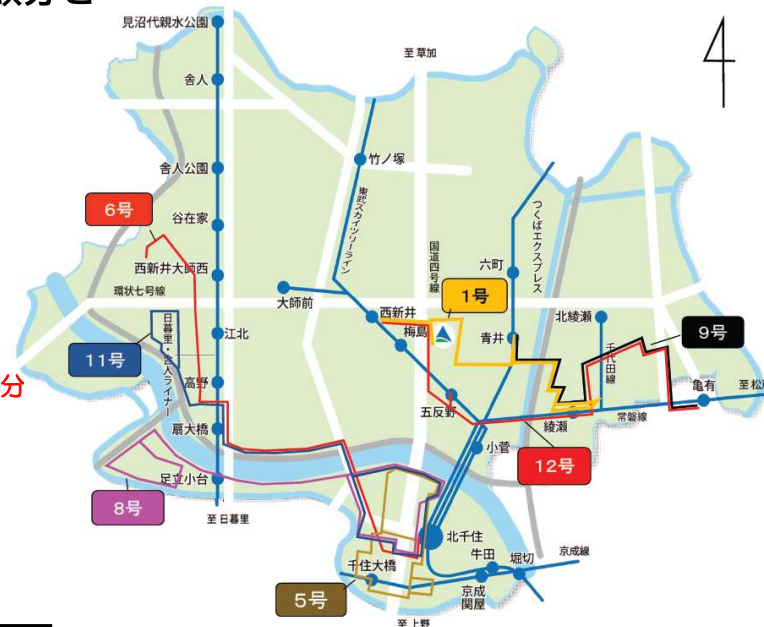 見沼代親水公園
至 草加
舎人
竹ノ塚
舎人公園
東武スカイツリーライン
つくばエクスプレス
6号
谷在家
国道四号線
六町
西新井大師西
環状七号線
大師前
1号
西新井
北綾瀬
梅島
青井
9号
日暮里・舎人ライナー
江北
11号
千代田線
分
高野
亀有
至 松戸
五反野
綾瀬
常磐線
扇大橋
小菅
12号
足立小台
8号
至 日暮里
北千住
牛田
堀切
京成線
千住大橋
5号
京成
関屋
至 上野